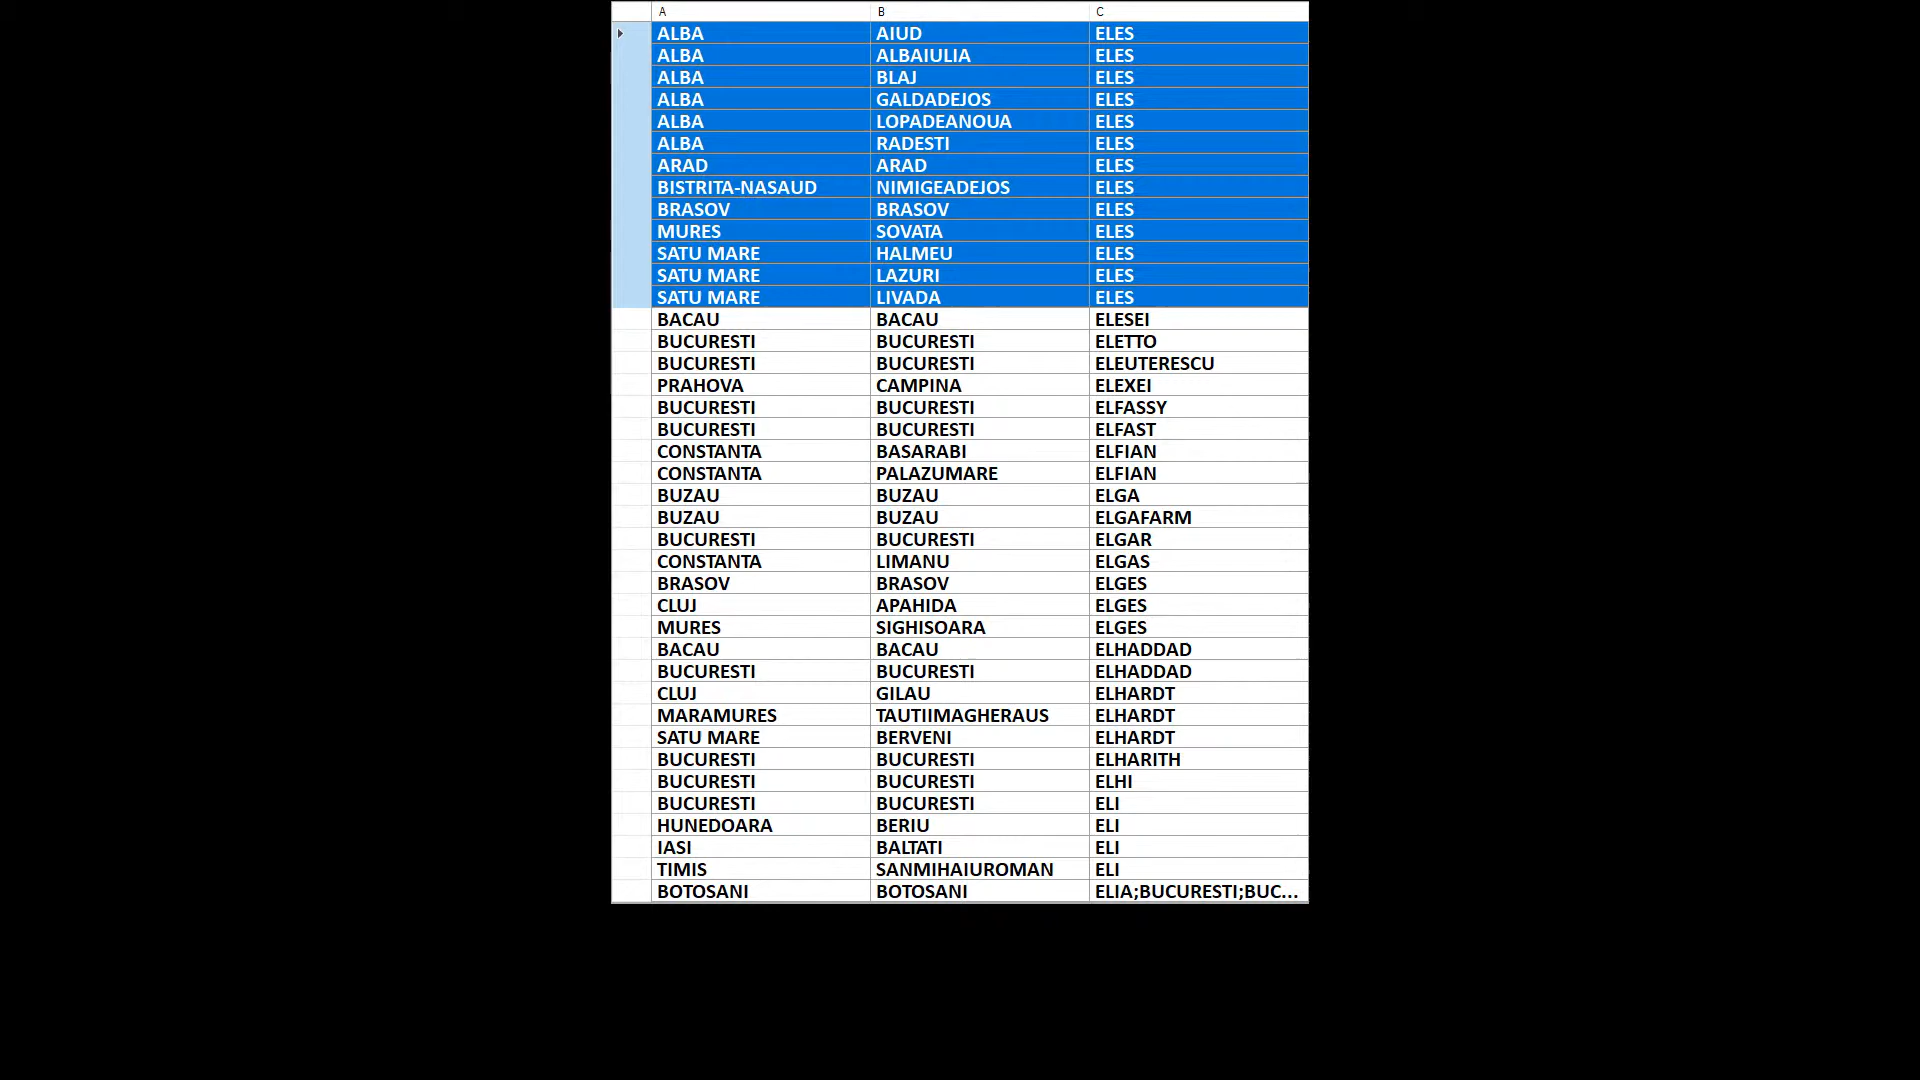 A B C
ALBA AIUD ELES
ALBA ALBAIULIA ELES
ALBA BLAJ ELES
ALBA GALDADEJOS ELES
ALBA LOPADEANOUA ELES
ALBA RADESTI ELES
ARAD ARAD ELES
BISTRITA-NASAUD NIMIGEADEJOS ELES
BRASOV BRASOV ELES
MURES SOVATA ELES
SATU MARE HALMEU ELES
SATU MARE LAZURI ELES
SATU MARE LIVADA ELES
BACAU BACAU ELESEI
BUCURESTI BUCURESTI ELETTO
BUCURESTI BUCURESTI ELEUTERESCU
PRAHOVA CAMPINA ELEXEI
BUCURESTI BUCURESTI ELFASSY
BUCURESTI BUCURESTI ELFAST
CONSTANTA BASARABI ELFIAN
CONSTANTA PALAZUMARE ELFIAN
BUZAU BUZAU ELGA
BUZAU BUZAU ELGAFARM
BUCURESTI BUCURESTI ELGAR
CONSTANTA LIMANU ELGAS
BRASOV BRASOV ELGES
CLUJ APAHIDA ELGES
MURES SIGHISOARA ELGES
BACAU BACAU ELHADDAD
BUCURESTI BUCURESTI ELHADDAD
CLUJ GILAU ELHARDT
MARAMURES TAUTIIMAGHERAUS ELHARDT
SATU MARE BERVENI ELHARDT
BUCURESTI BUCURESTI ELHARITH
BUCURESTI BUCURESTI ELHI
BUCURESTI BUCURESTI ELI
HUNEDOARA BERIU ELI
IASI BALTATI ELI
TIMIS SANMIHAIUROMAN ELI
BOTOSANI BOTOSANI ELIA;BUCURESTI;BUC...